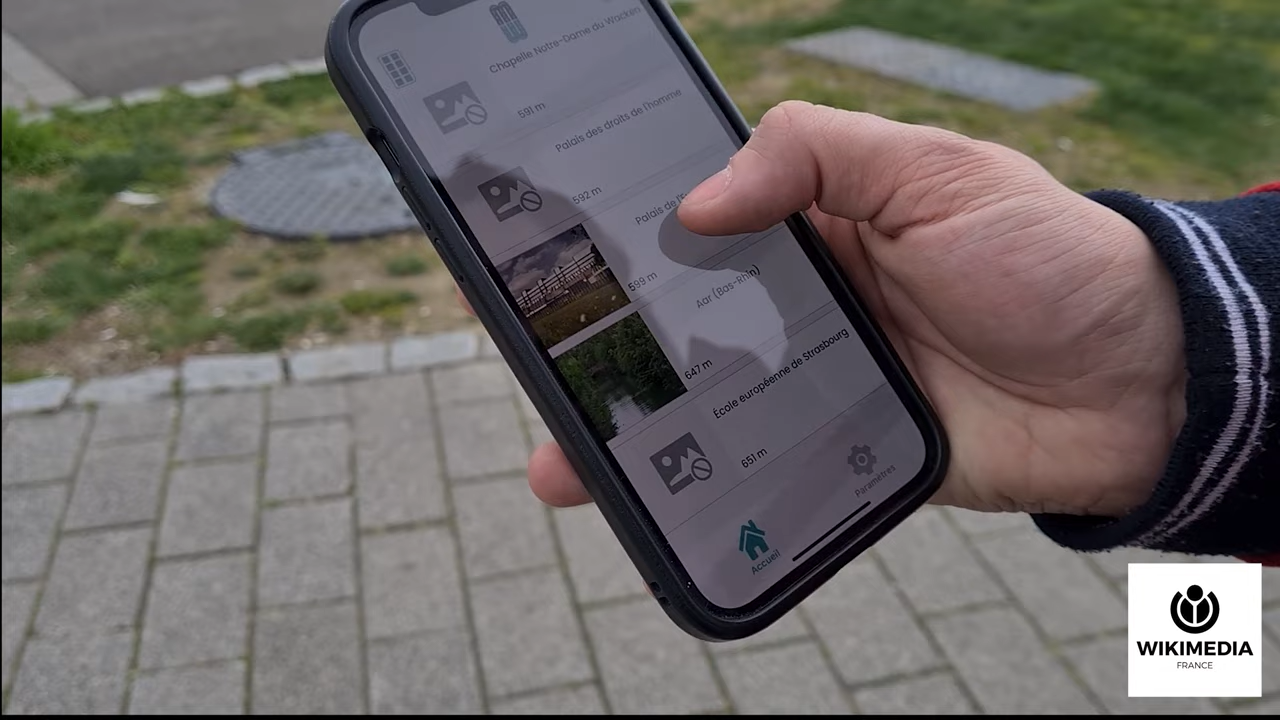 Chapelle Notre-Dame du Wacken
591 m
Palais des droits de l'homme
592 m
Palais de
599 m
Aar (Bas-Rhin)
647 m
École européenne de Strasbourg
651 m
Paramètres
Accueil
WIKIMEDIA
FRANCE